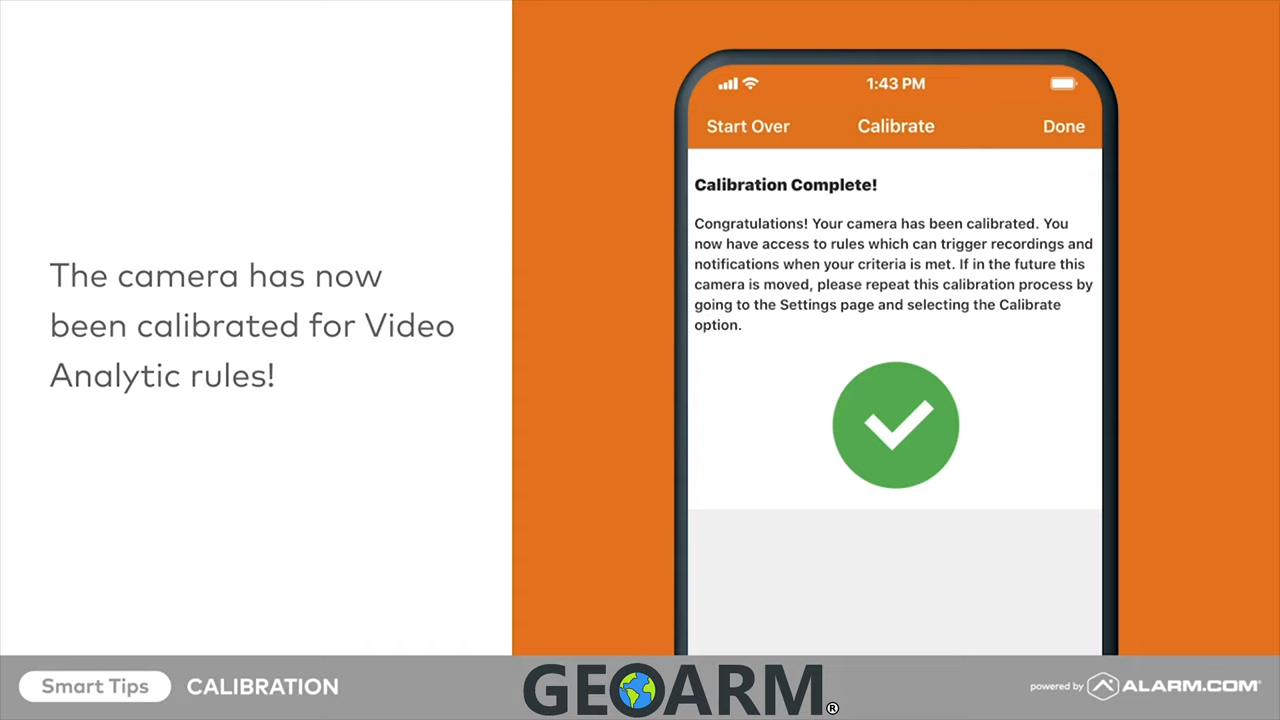 The camera has now
been calibrated for Video
Analytic rules!
1:43 PM
Start Over Calibrate Done
Calibration Complete!
Congratulations! Your camera has been calibrated. You
now have access to rules which can trigger recordings and
notifications when your criteria is met. If in the future this
camera is moved, please repeat this calibration process by
going to the Settings page and selecting the Calibrate
option.
Smart Tips CALIBRATION GEOARM® powered by ALARM.COM®